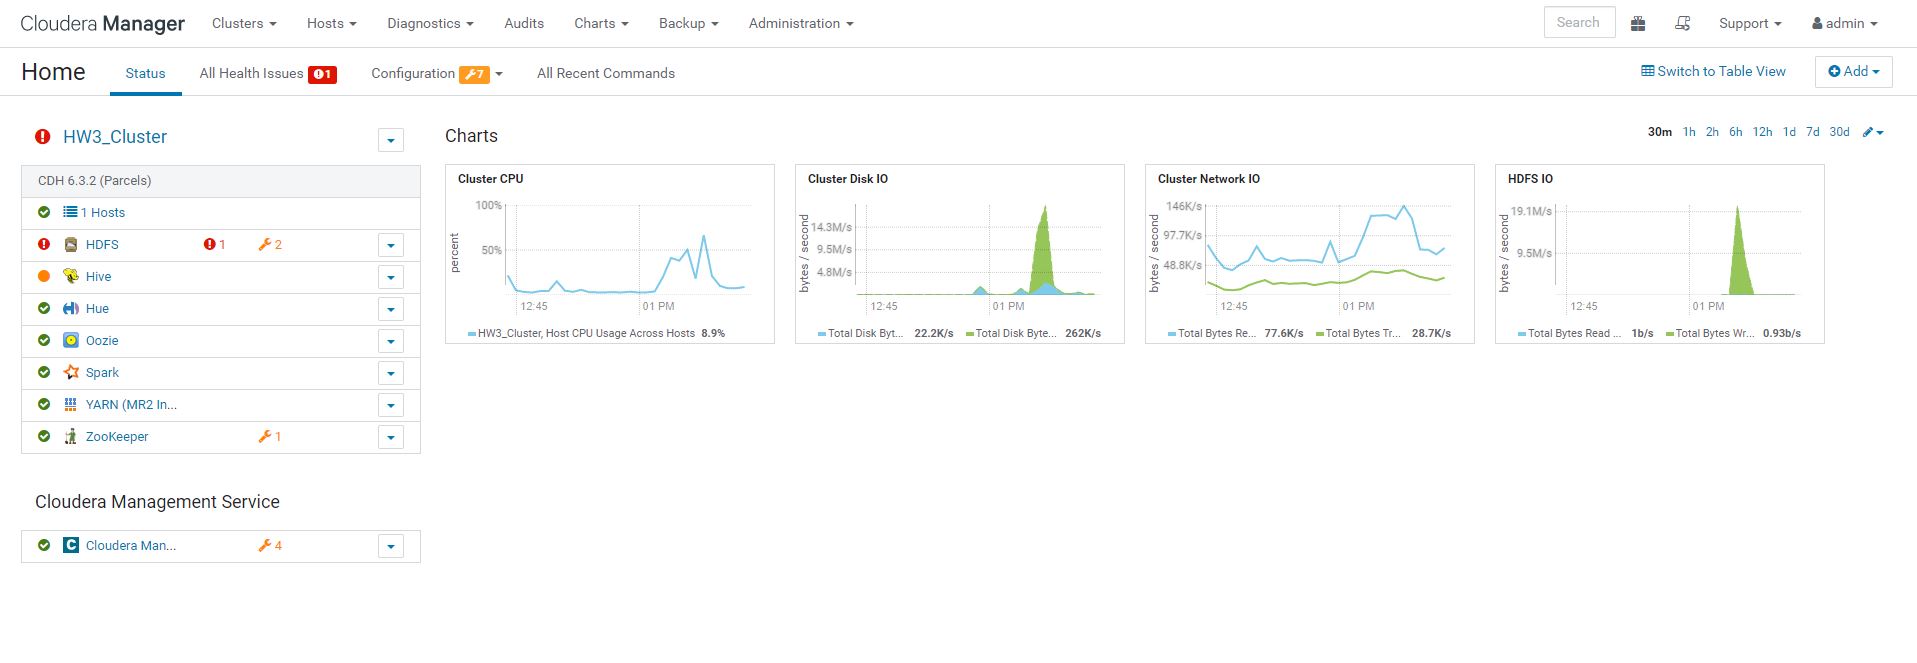 Cloudera Manager Clusters Hosts Diagnostics Audits Charts Backup Administration Search Support admin
Home Status All Health Issues 1 Configuration 7 All Recent Commands Switch to Table View Add
HW3_Cluster
CDH 6.3.2 (Parcels)
1 Hosts
HDFS 1 2
Hive
Hue
Oozie
Spark
YARN (MR2 In...
ZooKeeper 1
Cloudera Management Service
Cloudera Man... 4
Charts 30m 1h 2h 6h 12h 1d 7d 30d
Cluster CPU
percent
100%
50%
12:45 01 PM
HW3_Cluster, Host CPU Usage Across Hosts 8.9%
Cluster Disk IO
bytes / second
14.3M/s
9.5M/s
4.8M/s
12:45 01 PM
Total Disk Byt... 22.2K/s Total Disk Byte... 262K/s
Cluster Network IO
bytes / second
146K/s
97.7K/s
48.8K/s
12:45 01 PM
Total Bytes Re... 77.6K/s Total Bytes Tr... 28.7K/s
HDFS IO
bytes / second
19.1M/s
9.5M/s
12:45 01 PM
Total Bytes Read ... 1b/s Total Bytes Wr... 0.93b/s